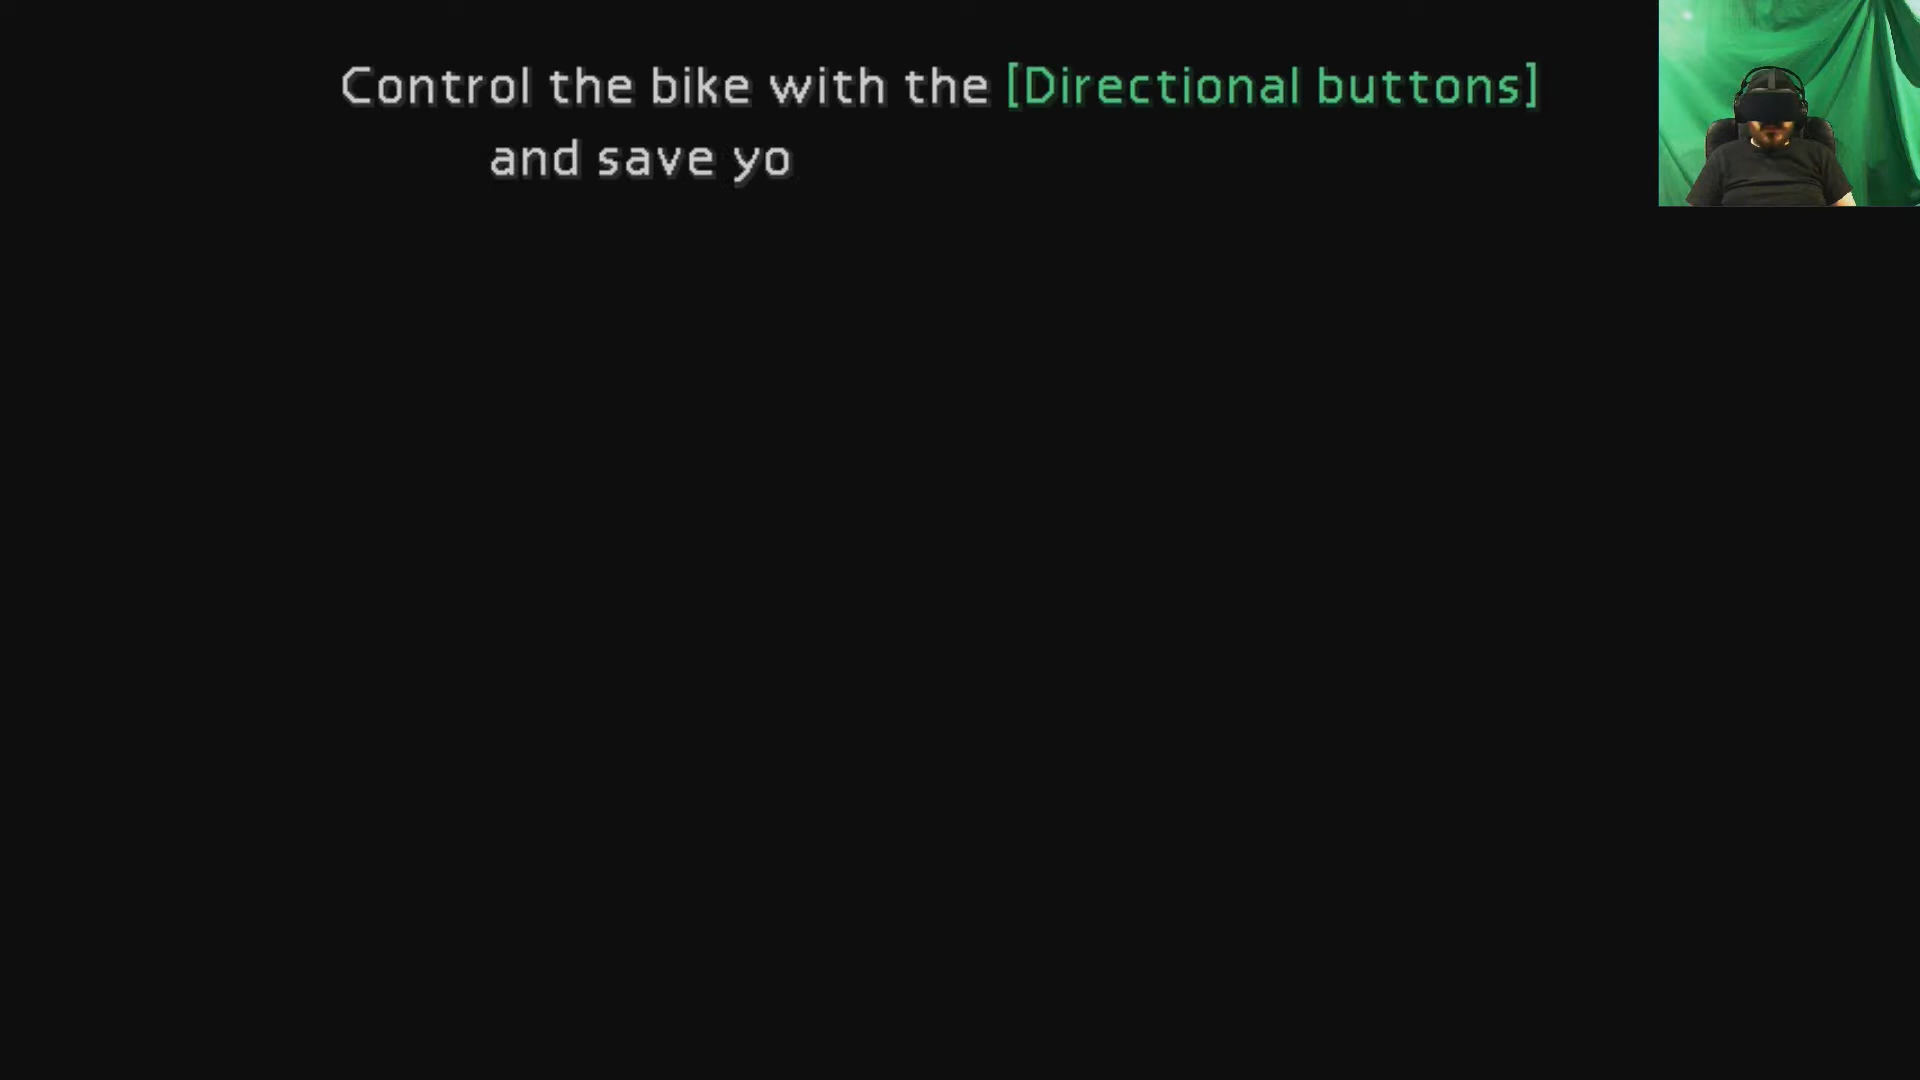 Control the bike with the [Directional buttons]
and save yo